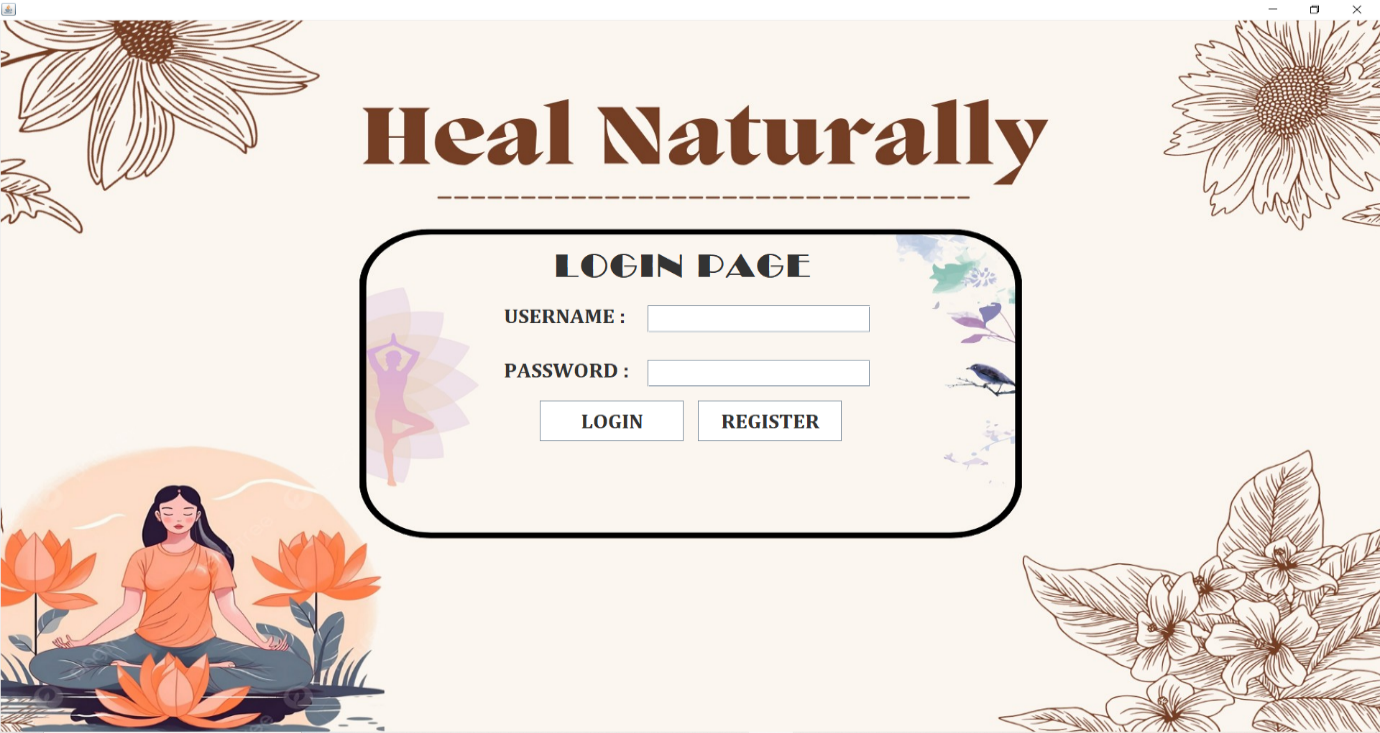 Heal Naturally
LOGIN PAGE
USERNAME :
PASSWORD :
LOGIN REGISTER